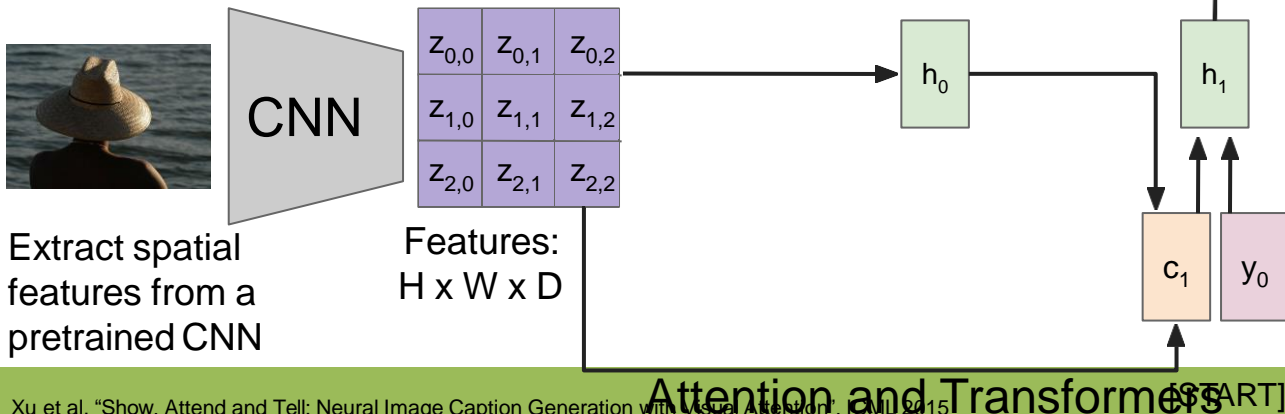 CNN
z0,0 z0,1 z0,2
z1,0 z1,1 z1,2
z2,0 z2,1 z2,2
h0
h1
c1
y0
Extract spatial
features from a
pretrained CNN
Features:
H x W x D
Xu et al, “Show, Attend and Tell: Neural Image Caption Generation with Visual Attention”, ICML 2015
Attention and Transformers
[START]